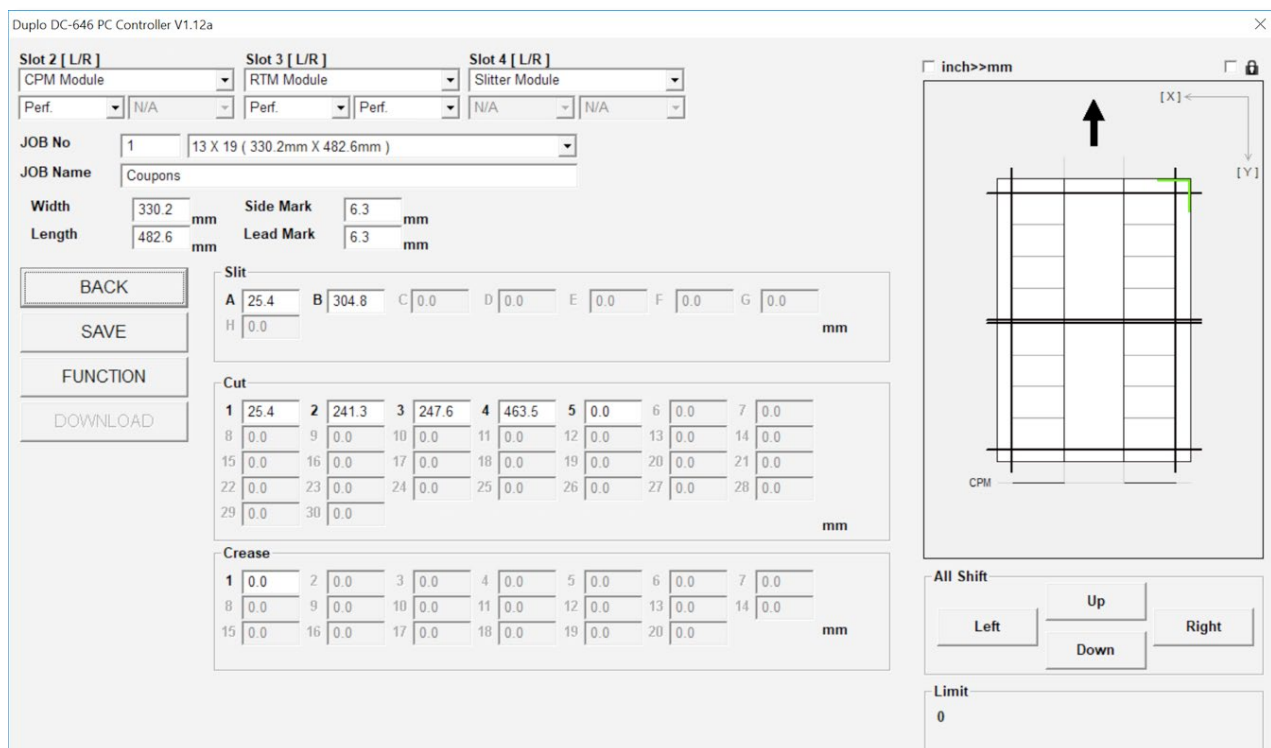 Duplo DC-646 PC Controller V1.12a
Slot 2 [ L/R ] Slot 3 [ L/R ] Slot 4 [ L/R ]
CPM Module RTM Module Slitter Module
Perf. N/A Perf. Perf. N/A N/A
JOB No 1 13 X 19 ( 330.2mm X 482.6mm )
JOB Name Coupons
Width 330.2 mm Side Mark 6.3 mm
Length 482.6 mm Lead Mark 6.3 mm
BACK
SAVE
FUNCTION
DOWNLOAD
Slit
A 25.4 B 304.8 C 0.0 D 0.0 E 0.0 F 0.0 G 0.0
H 0.0 mm
Cut
1 25.4 2 241.3 3 247.6 4 463.5 5 0.0 6 0.0 7 0.0
8 0.0 9 0.0 10 0.0 11 0.0 12 0.0 13 0.0 14 0.0
15 0.0 16 0.0 17 0.0 18 0.0 19 0.0 20 0.0 21 0.0
22 0.0 23 0.0 24 0.0 25 0.0 26 0.0 27 0.0 28 0.0
29 0.0 30 0.0
mm
Crease
1 0.0 2 0.0 3 0.0 4 0.0 5 0.0 6 0.0 7 0.0
8 0.0 9 0.0 10 0.0 11 0.0 12 0.0 13 0.0 14 0.0
15 0.0 16 0.0 17 0.0 18 0.0 19 0.0 20 0.0 mm
inch>>mm
[X]
[Y]
CPM
All Shift
Up
Left Right
Down
Limit
0